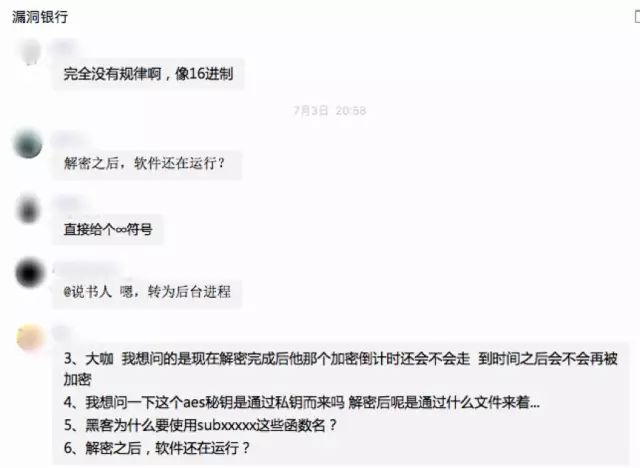 漏洞银行
完全没有规律啊，像16进制
7月3日 20:58
解密之后，软件还在运行？
直接给个∞符号
@说书人 嗯，转为后台进程
3、大咖 我想问的是现在解密完成后他那个加密倒计时还会不会走 到时间之后会不会再被
加密
4、我想问一下这个aes秘钥是通过私钥而来吗 解密后呢是通过什么文件来着...
5、黑客为什么要使用subxxxxx这些函数名？
6、解密之后，软件还在运行？